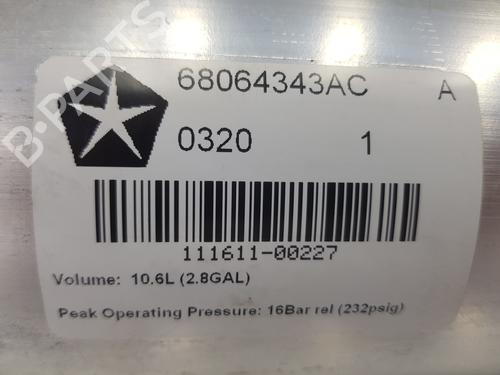 68064343AC A
0320 1
111611-00227
Volume: 10.6L (2.8GAL)
Peak Operating Pressure: 16Bar rel (232psig)
B-PARTS